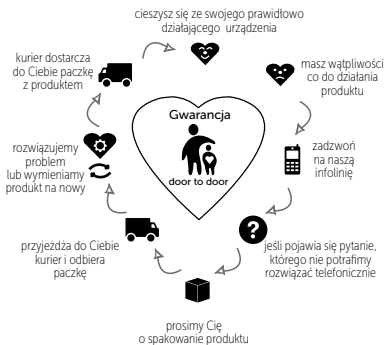 cieszysz się ze swojego prawidłowo
działającego urządzenia
masz wątpliwości
co do działania
produktu
zadzwoń
na naszą
infolinię
jeśli pojawia się pytanie,
którego nie potrafimy
rozwiązać telefonicznie
prosimy Cię
o spakowanie produktu
przyjeżdża do Ciebie
kurier i odbiera
paczkę
rozwiązujemy
problem
lub wymieniamy
produkt na nowy
kurier dostarcza
do Ciebie paczkę
z produktem
Gwarancja
door to door
?